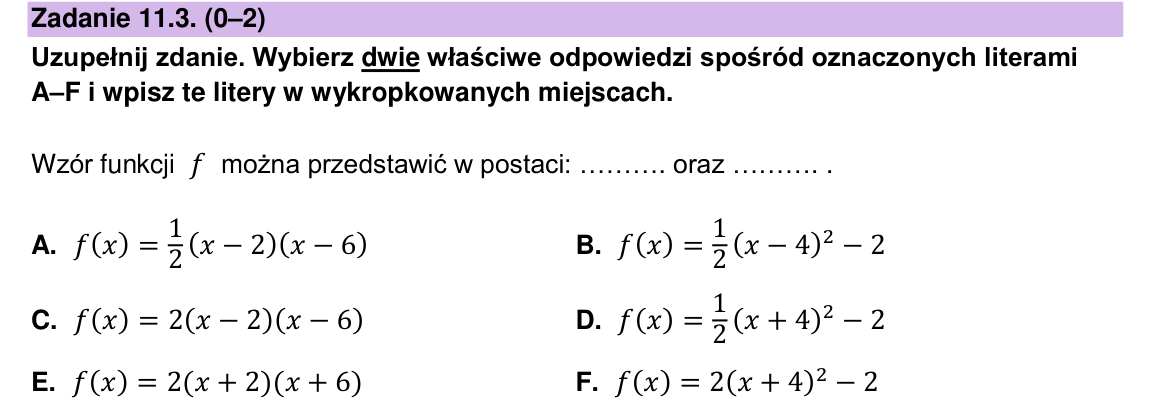 Zadanie 11.3. (0–2)
Uzupełnij zdanie. Wybierz dwie właściwe odpowiedzi spośród oznaczonych literami
A–F i wpisz te litery w wykropkowanych miejscach.
Wzór funkcji f można przedstawić w postaci: .......... oraz .......... .
A. f(x) = 1/2(x − 2)(x − 6) B. f(x) = 1/2(x − 4)² − 2
C. f(x) = 2(x − 2)(x − 6) D. f(x) = 1/2(x + 4)² − 2
E. f(x) = 2(x + 2)(x + 6) F. f(x) = 2(x + 4)² − 2